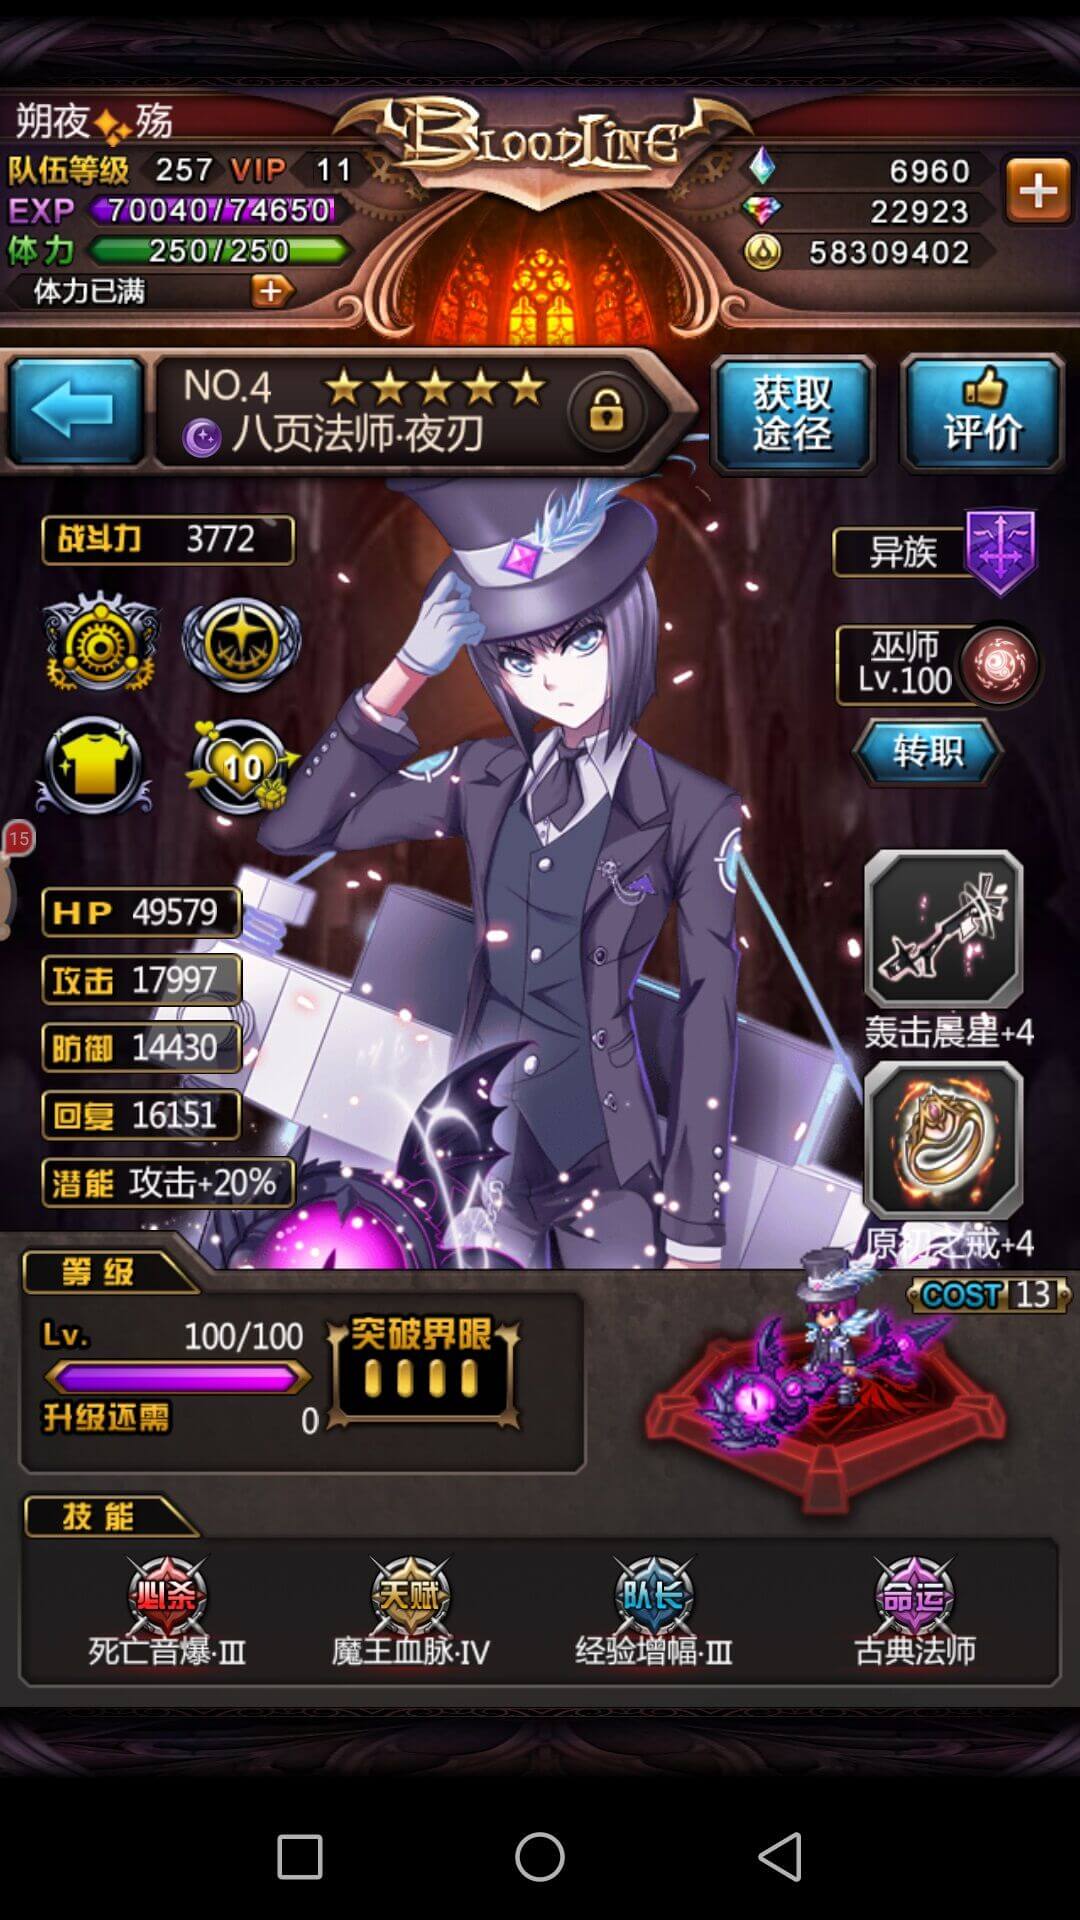 朔夜✨殇
BLOODLINE
队伍等级 257 VIP 11
6960
EXP 70040/74650
22923
体力 250/250
58309402
体力已满
NO.4
八页法师·夜刃
获取
途径
评价
战斗力 3772
异族
巫师
Lv.100
转职
10
15
HP 49579
攻击 17997
防御 14430
回复 16151
潜能 攻击+20%
轰击晨星+4
原初之戒+4
等级
COST 13
Lv. 100/100
突破界限
升级还需 0
技能
必杀
天赋
队长
命运
死亡音爆·Ⅲ
魔王血脉·Ⅳ
经验增幅·Ⅲ
古典法师